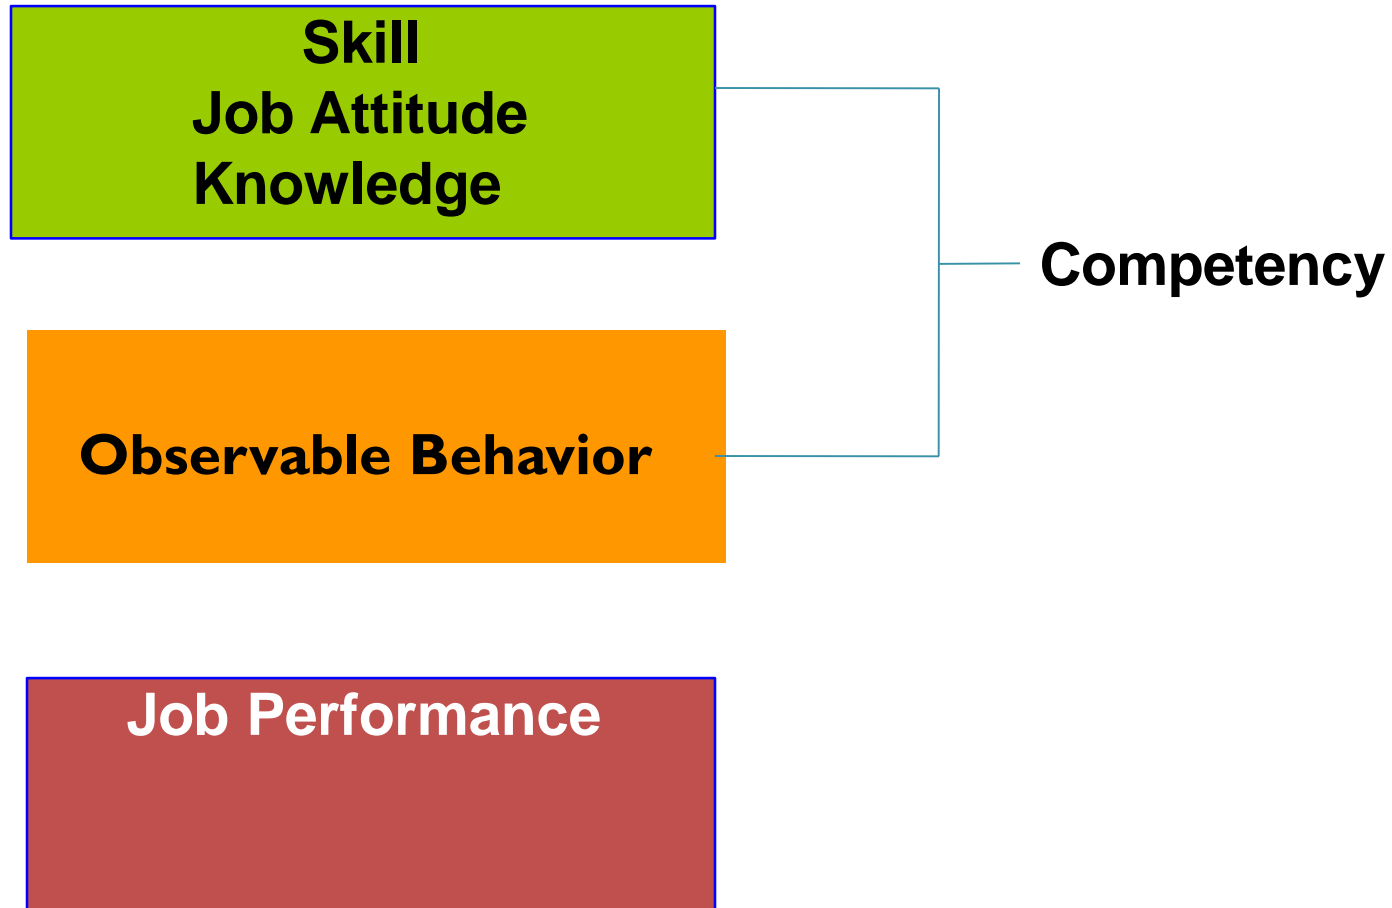 Skill
Job Attitude
Knowledge
Competency
Observable Behavior
Job Performance